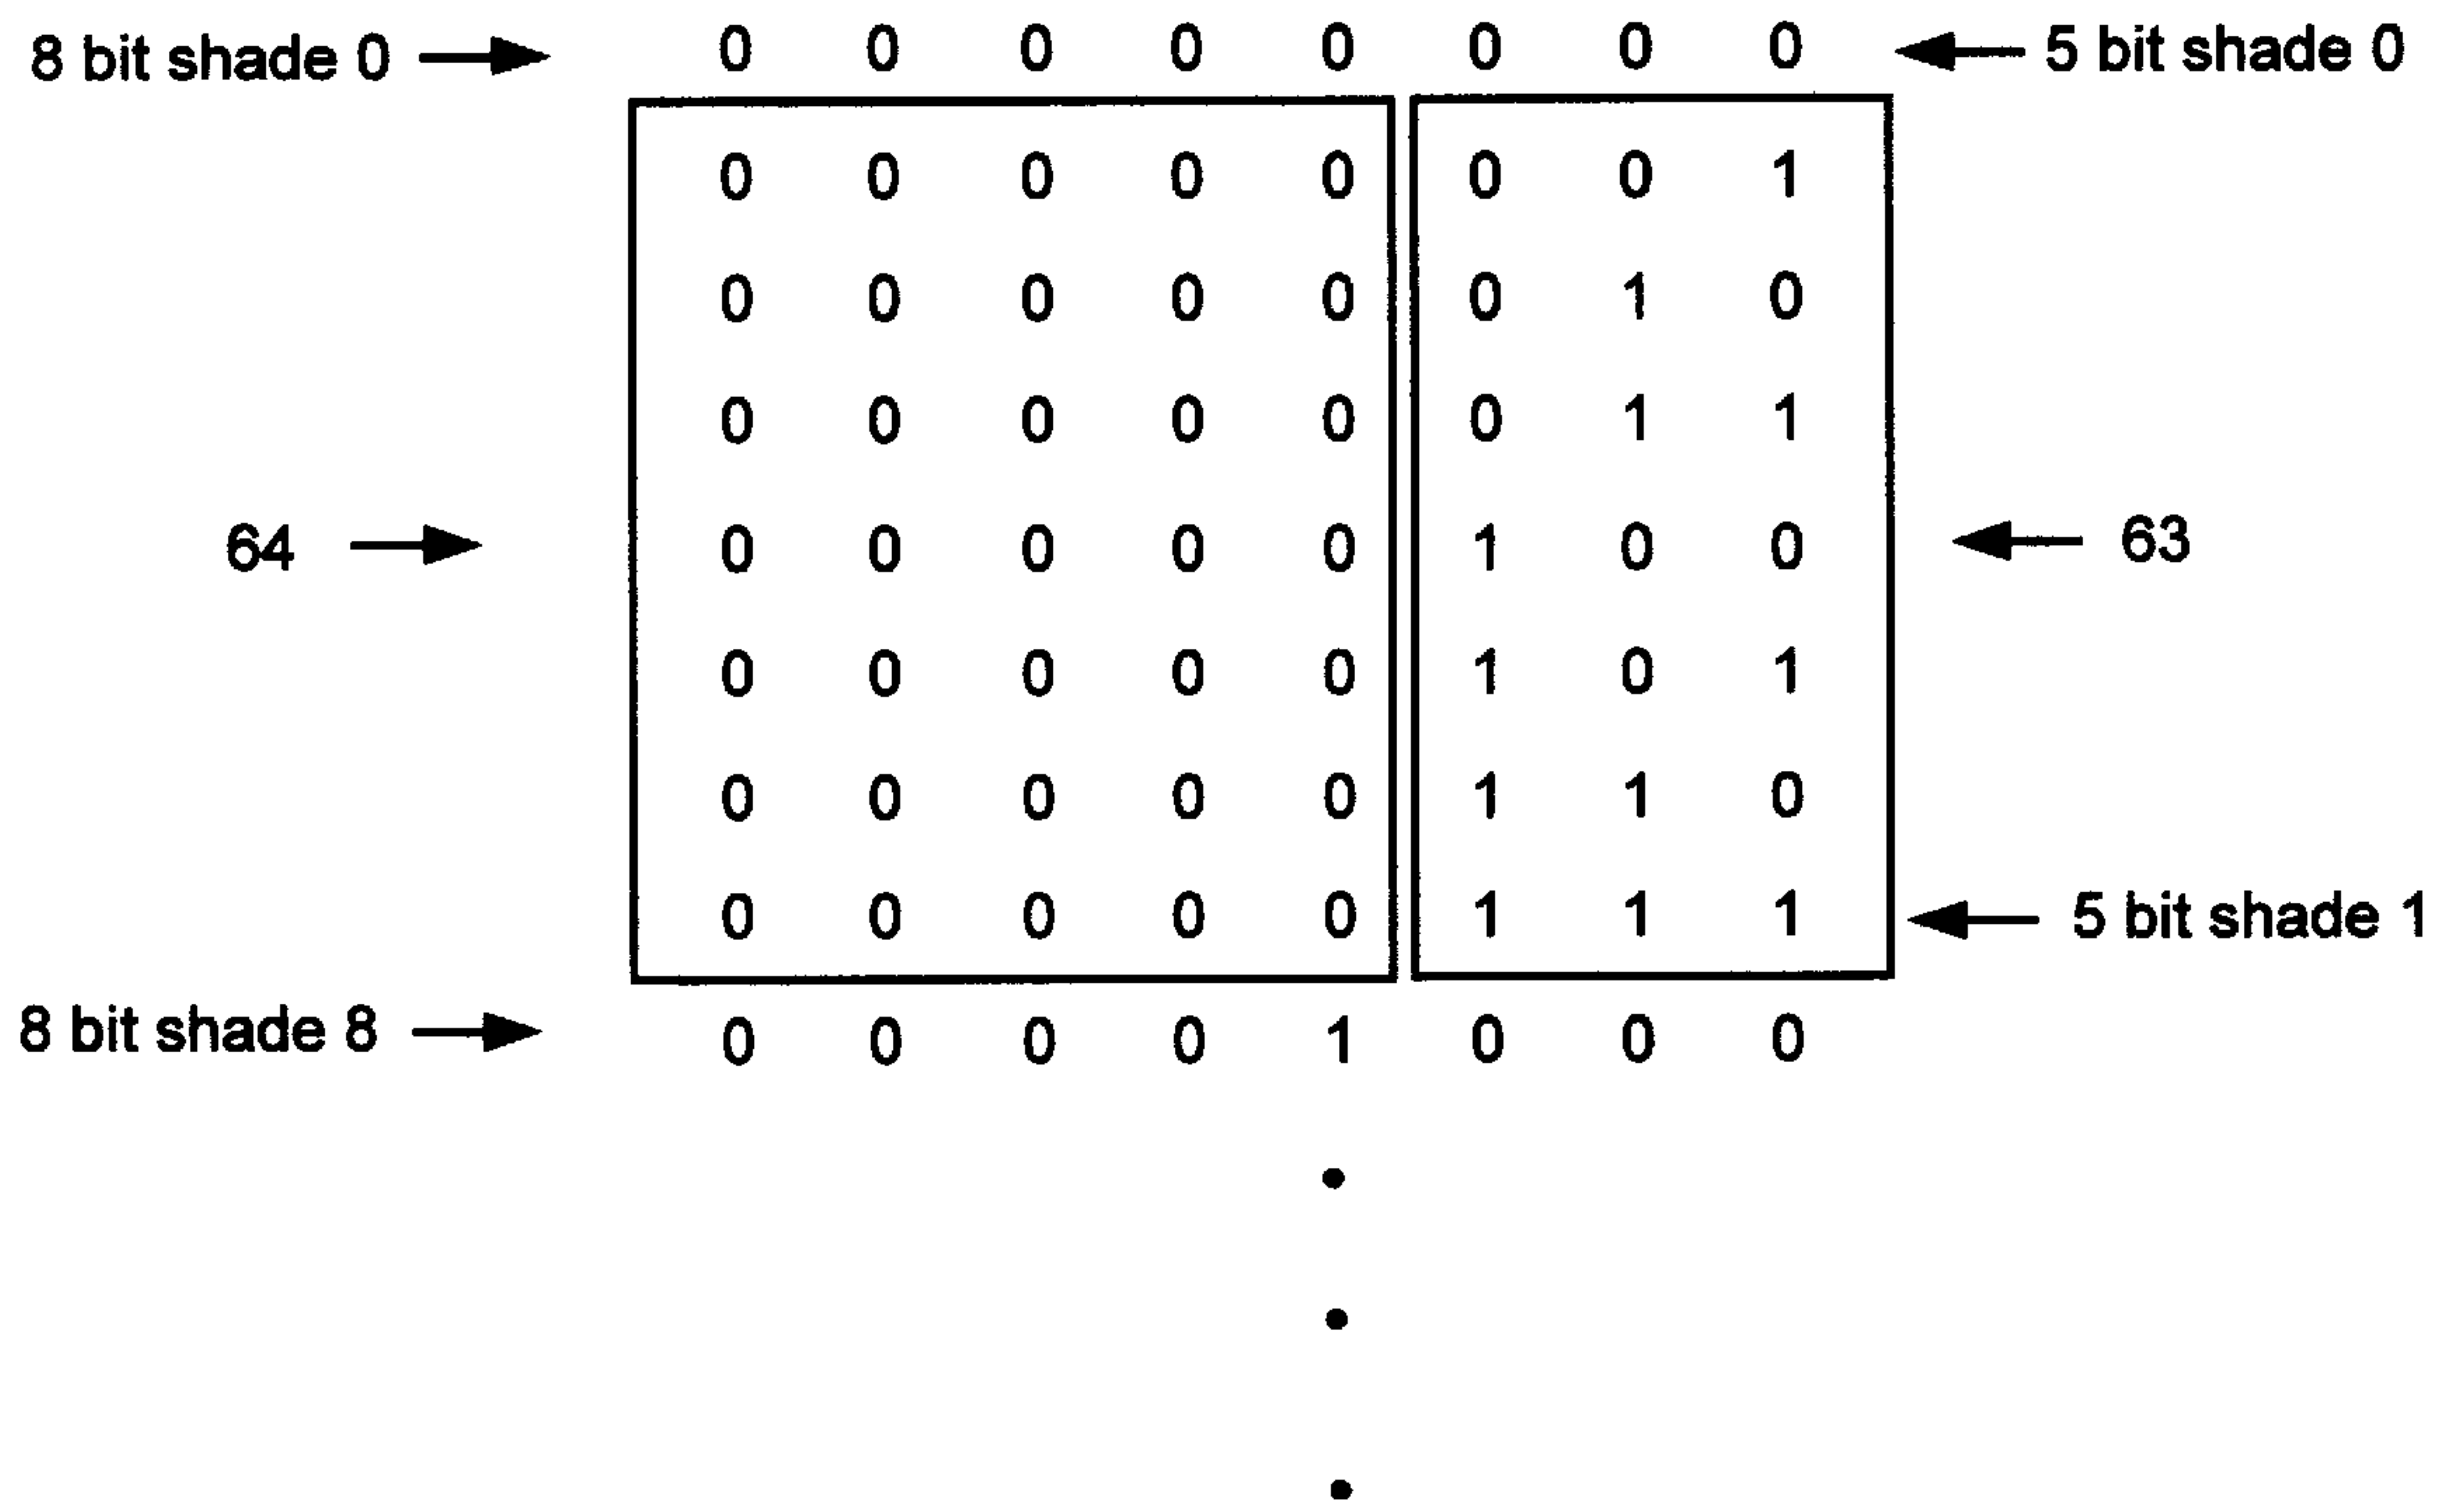 8 bit shade 0 0 0 0 0 0 0 0 0 5 bit shade 0
0 0 0 0 0 0 0 1
0 0 0 0 0 0 1 0
0 0 0 0 0 0 1 1
64 0 0 0 0 0 1 0 0 63
0 0 0 0 0 1 0 1
0 0 0 0 0 1 1 0
0 0 0 0 0 1 1 1 5 bit shade 1
8 bit shade 8 0 0 0 0 1 0 0 0